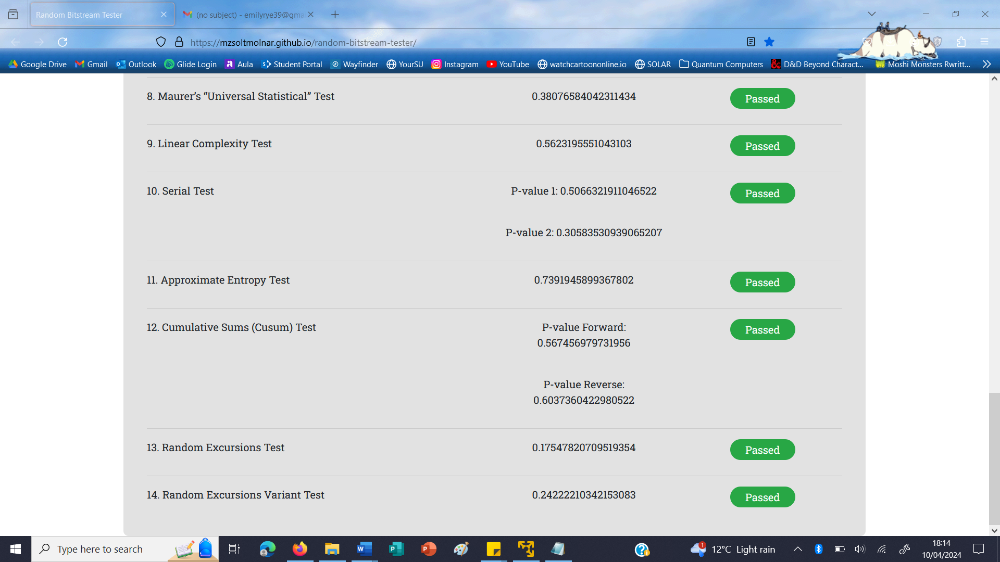 Random Bitstream Tester
(no subject) - emilyrye39@gma
https://mzsoltmolnar.github.io/random-bitstream-tester/
Google Drive Gmail Outlook Glide Login Aula Student Portal Wayfinder YourSU Instagram YouTube watchcartoononline.io SOLAR Quantum Computers D&D Beyond Charact... Moshi Monsters Rwritt...
8. Maurer’s “Universal Statistical” Test 0.38076584042311434 Passed
9. Linear Complexity Test 0.5623195551043103 Passed
10. Serial Test P-value 1: 0.5066321911046522 Passed
P-value 2: 0.30583530939065207
11. Approximate Entropy Test 0.7391945899367802 Passed
12. Cumulative Sums (Cusum) Test P-value Forward: Passed
0.567456979731956
P-value Reverse:
0.6037360422980522
13. Random Excursions Test 0.17547820709519354 Passed
14. Random Excursions Variant Test 0.24222210342153083 Passed
Type here to search
1
12°C Light rain
18:14
10/04/2024